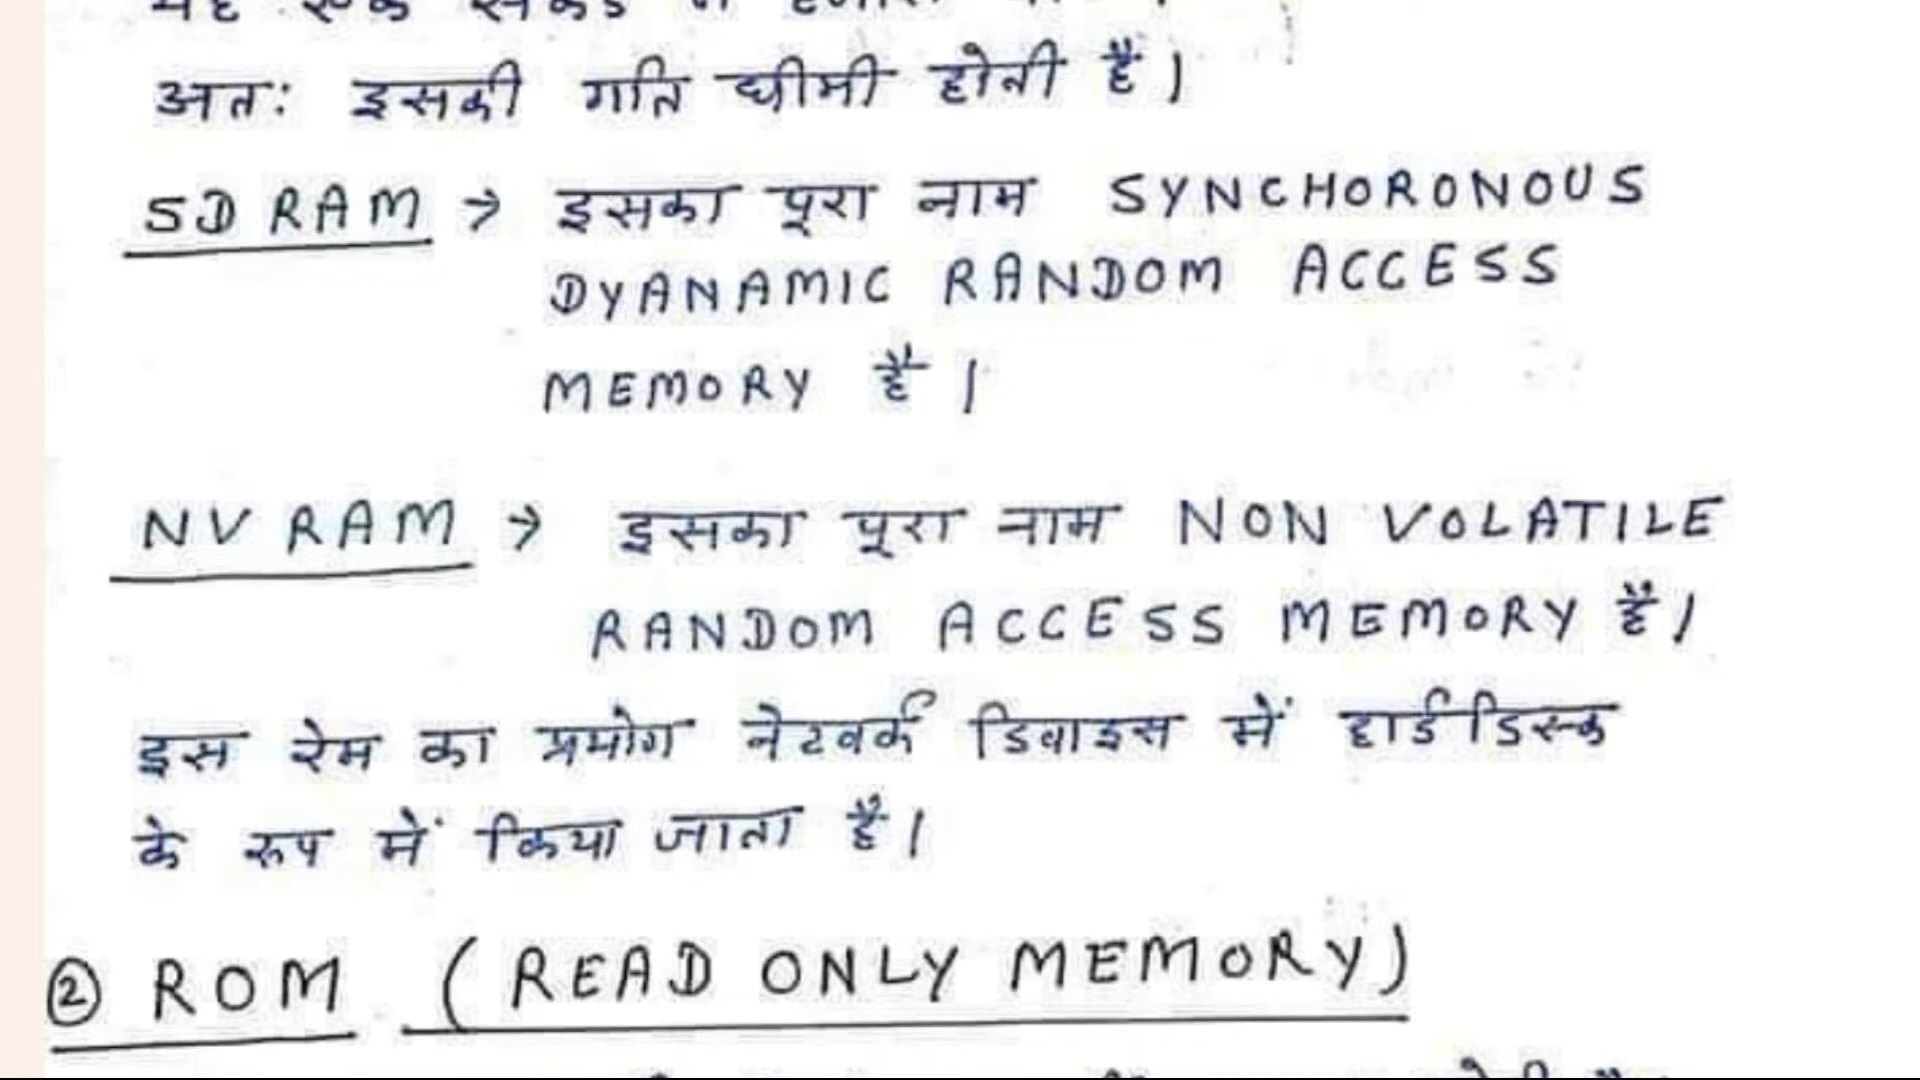 अतः इसकी गति धीमी होती है।
SD RAM → इसका पूरा नाम SYNCHORONOUS
DYANAMIC RANDOM ACCESS
MEMORY है।
NV RAM → इसका पूरा नाम NON VOLATILE
RANDOM ACCESS MEMORY है।
इस रेम का प्रयोग नेटवर्क डिवाइस में हार्डडिस्क
के रूप में किया जाता है।
② ROM (READ ONLY MEMORY)